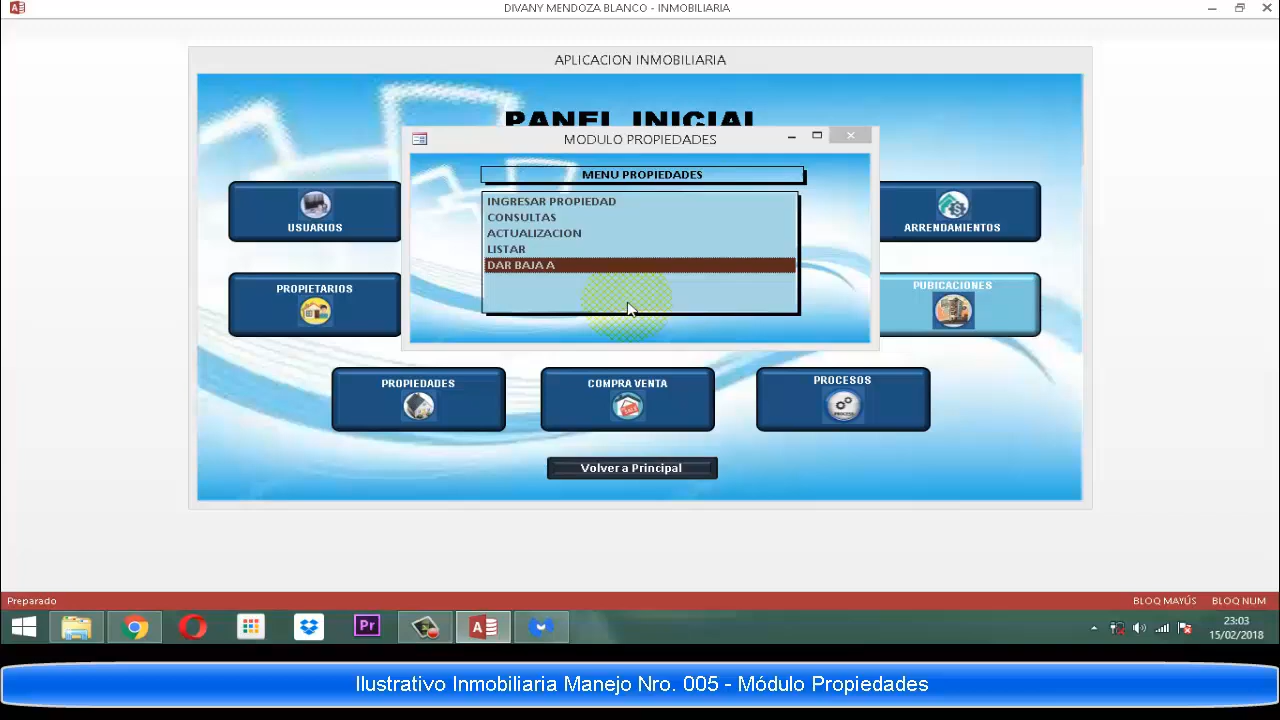 DIVANY MENDOZA BLANCO - INMOBILIARIA
APLICACION INMOBILIARIA
PANEL INICIAL
MODULO PROPIEDADES
MENU PROPIEDADES
INGRESAR PROPIEDAD
CONSULTAS
ACTUALIZACION
LISTAR
DAR BAJA A
USUARIOS
ARRENDAMIENTOS
PROPIETARIOS
PUBICACIONES
PROPIEDADES
COMPRA VENTA
PROCESOS
Volver a Principal
Preparado
BLOQ MAYÚS
BLOQ NUM
Pr
23:03
15/02/2018
Ilustrativo Inmobiliaria Manejo Nro. 005 - Módulo Propiedades